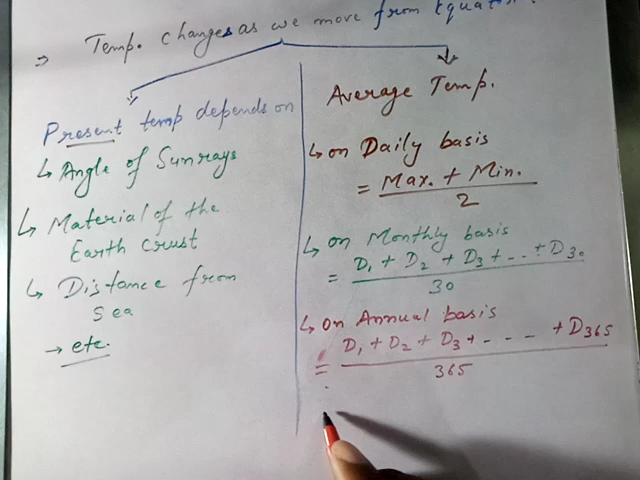 ⇒ Temp. changes as we move from Equator.
Present temp depends on
↳ Angle of Sunrays
↳ Material of the
Earth crust
↳ Distance from
sea
→ etc.
Average Temp.
↳ on Daily basis
= Max. + Min.
2
↳ on Monthly basis
= D₁ + D₂ + D₃ + -- + D₃₀
30
↳ on Annual basis
= D₁ + D₂ + D₃ + - - - + D₃₆₅
365